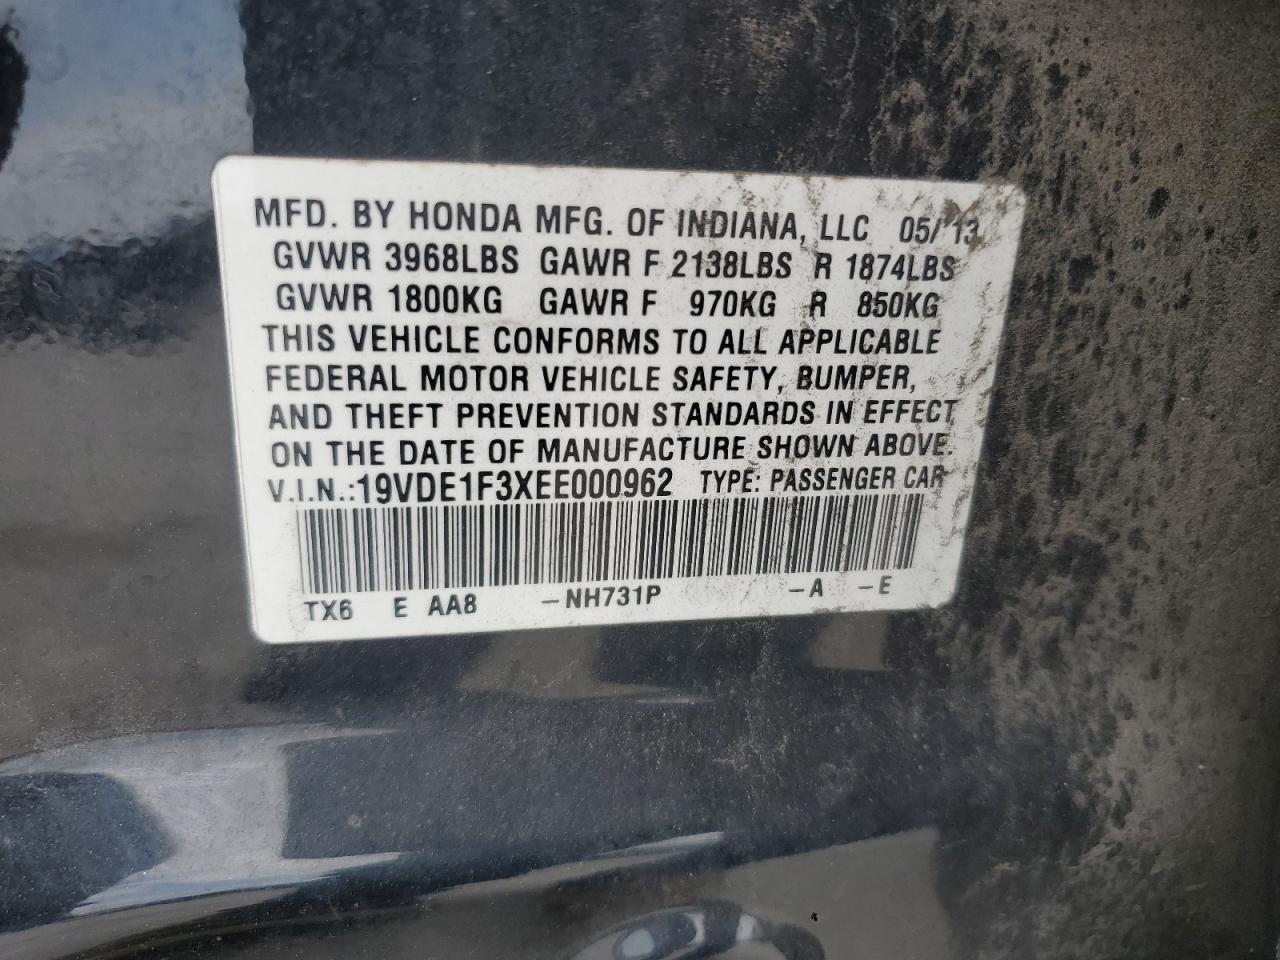 MFD. BY HONDA MFG. OF INDIANA, LLC 05/13
GVWR 3968LBS GAWR F 2138LBS R 1874LBS
GVWR 1800KG GAWR F 970KG R 850KG
THIS VEHICLE CONFORMS TO ALL APPLICABLE
FEDERAL MOTOR VEHICLE SAFETY, BUMPER,
AND THEFT PREVENTION STANDARDS IN EFFECT
ON THE DATE OF MANUFACTURE SHOWN ABOVE.
V.I.N.:19VDE1F3XEE000962 TYPE: PASSENGER CAR
TX6 E AA8 -NH731P -A -E